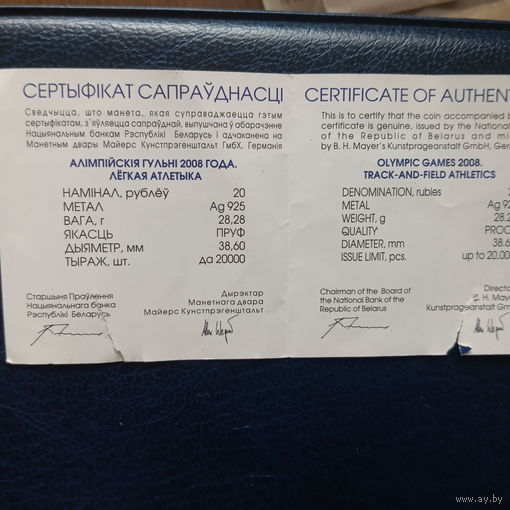 СЕРТЫФІКАТ САПРАЎДНАСЦІ
Сведчыцца, што манета, якая суправаджаецца гэтым
сертыфікатам, з'яўляецца сапраўднай, выпушчана ў абарачэнне
Нацыянальным банкам Рэспублікі Беларусь і адчаканена на
Манетным двары Майерс Кунстпрэгенштальт ГмбХ, Германія
АЛІМПІЙСКІЯ ГУЛЬНІ 2008 ГОДА.
ЛЁГКАЯ АТЛЕТЫКА
НАМІНАЛ, рублёў 20
МЕТАЛ Ag 925
ВАГА, г 28,28
ЯКАСЦЬ ПРУФ
ДЫЯМЕТР, мм 38,60
ТЫРАЖ, шт. да 20000
Старшыня Праўлення
Нацыянальнага банка
Рэспублікі Беларусь
Дырэктар
Манетнага двара
Майерс Кунстпрэгенштальт
CERTIFICATE OF AUTHENT
This is to certify that the coin accompanied b
certificate is genuine, issued by the National
of the Republic of Belarus and mi
by B. H. Mayer's Kunstprageanstalt GmbH, Ger
OLYMPIC GAMES 2008.
TRACK-AND-FIELD ATHLETICS
DENOMINATION, rubles
METAL Ag 92
WEIGHT, g 28.2
QUALITY PROO
DIAMETER, mm 38.6
ISSUE LIMIT, pcs. up to 20.00
Chairman of the Board of
the National Bank of the
Republic of Belarus
Directo
B. H. Mayer
Kunstprageanstalt Gm
www.ay.by